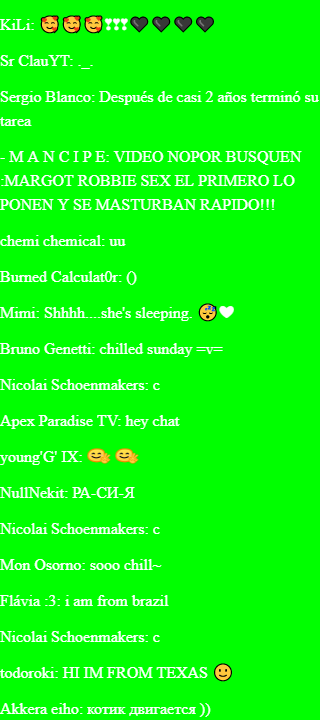 KiLi: 🥰🥰🥰❣❣❣🖤🖤🖤🖤
Sr ClauYT: ._.
Sergio Blanco: Después de casi 2 años terminó su
tarea
- M A N C I P E: VIDEO NOPOR BUSQUEN
:MARGOT ROBBIE SEX EL PRIMERO LO
PONEN Y SE MASTURBAN RAPIDO!!!
chemi chemical: uu
Burned Calculat0r: ()
Mimi: Shhhh....she's sleeping. 😴🤍
Bruno Genetti: chilled sunday =v=
Nicolai Schoenmakers: c
Apex Paradise TV: hey chat
young'G' IX: 🤗 🤗
NullNekit: РА-СИ-Я
Nicolai Schoenmakers: c
Mon Osorno: sooo chill~
Flávia :3: i am from brazil
Nicolai Schoenmakers: c
todoroki: HI IM FROM TEXAS 🙂
Akkera eiho: котик двигается ))